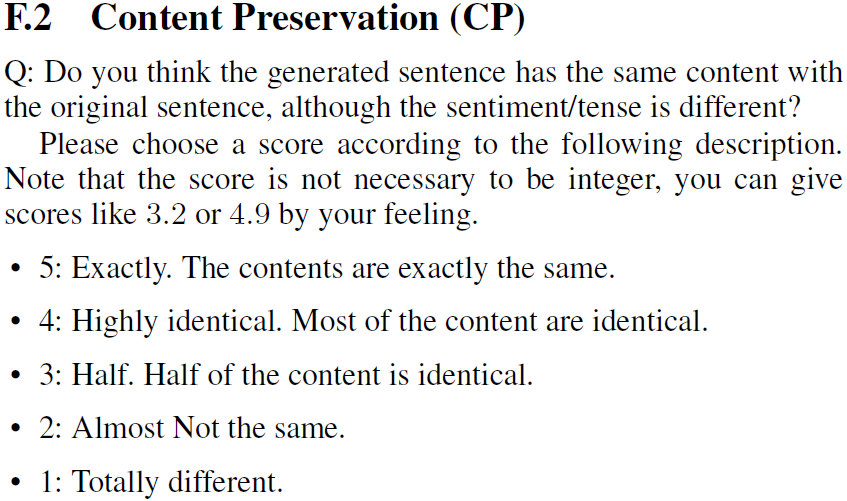 F.2 Content Preservation (CP)
Q: Do you think the generated sentence has the same content with
the original sentence, although the sentiment/tense is different?
Please choose a score according to the following description.
Note that the score is not necessary to be integer, you can give
scores like 3.2 or 4.9 by your feeling.
• 5: Exactly. The contents are exactly the same.
• 4: Highly identical. Most of the content are identical.
• 3: Half. Half of the content is identical.
• 2: Almost Not the same.
• 1: Totally different.